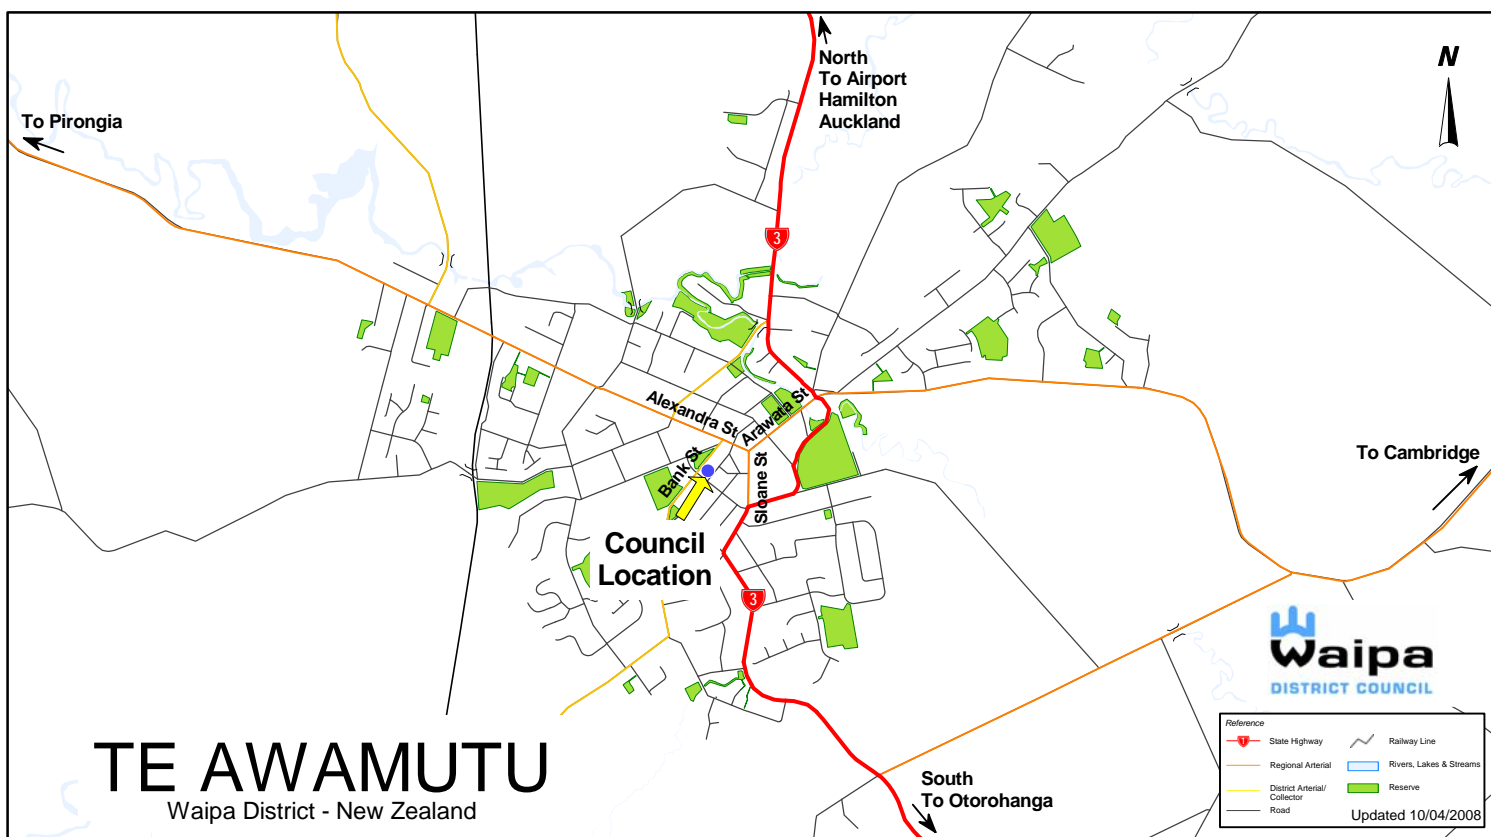 North
To Airport
Hamilton
Auckland
N
To Pirongia
3
Alexandra St
Arawata St
Bank St
Sloane St
To Cambridge
Council
Location
3
Waipa
DISTRICT COUNCIL
TE AWAMUTU
Waipa District - New Zealand
South
To Otorohanga
Reference
1 State Highway
Railway Line
Regional Arterial
Rivers, Lakes & Streams
District Arterial/
Collector
Reserve
Road
Updated 10/04/2008